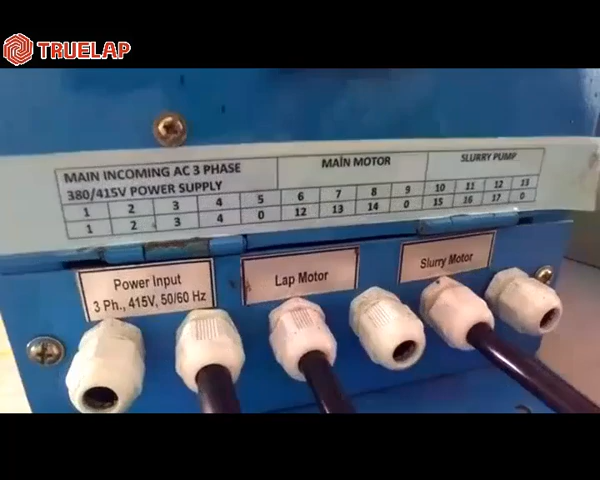 TRUELAP
MAIN INCOMING AC 3 PHASE
380/415V POWER SUPPLY
MAIN MOTOR
SLURRY PUMP
1 2 3 4 5 6 7 8 9 10 11 12 13
1 2 3 4 0 12 13 14 0 15 16 17 0
Power Input
3 Ph., 415V, 50/60 Hz
Lap Motor
Slurry Motor